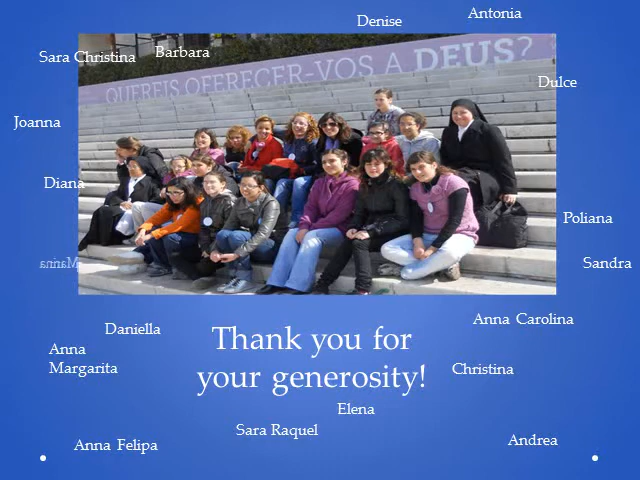 Antonia
Denise
Barbara
Sara Christina
QUEREIS OFERECER-VOS A DEUS?
Dulce
Joanna
Diana
Poliana
Marina
Sandra
Anna Carolina
Daniella
Thank you for
your generosity!
Anna
Margarita
Christina
Elena
Sara Raquel
Andrea
Anna Felipa